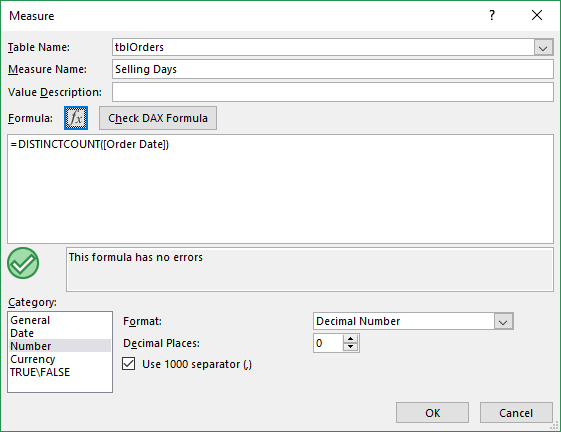 Measure
?
Table Name: tblOrders
Measure Name: Selling Days
Value Description:
Formula: fx Check DAX Formula
=DISTINCTCOUNT([Order Date])
This formula has no errors
Category:
General
Date
Number
Currency
TRUE\FALSE
Format: Decimal Number
Decimal Places: 0
Use 1000 separator (,)
OK Cancel